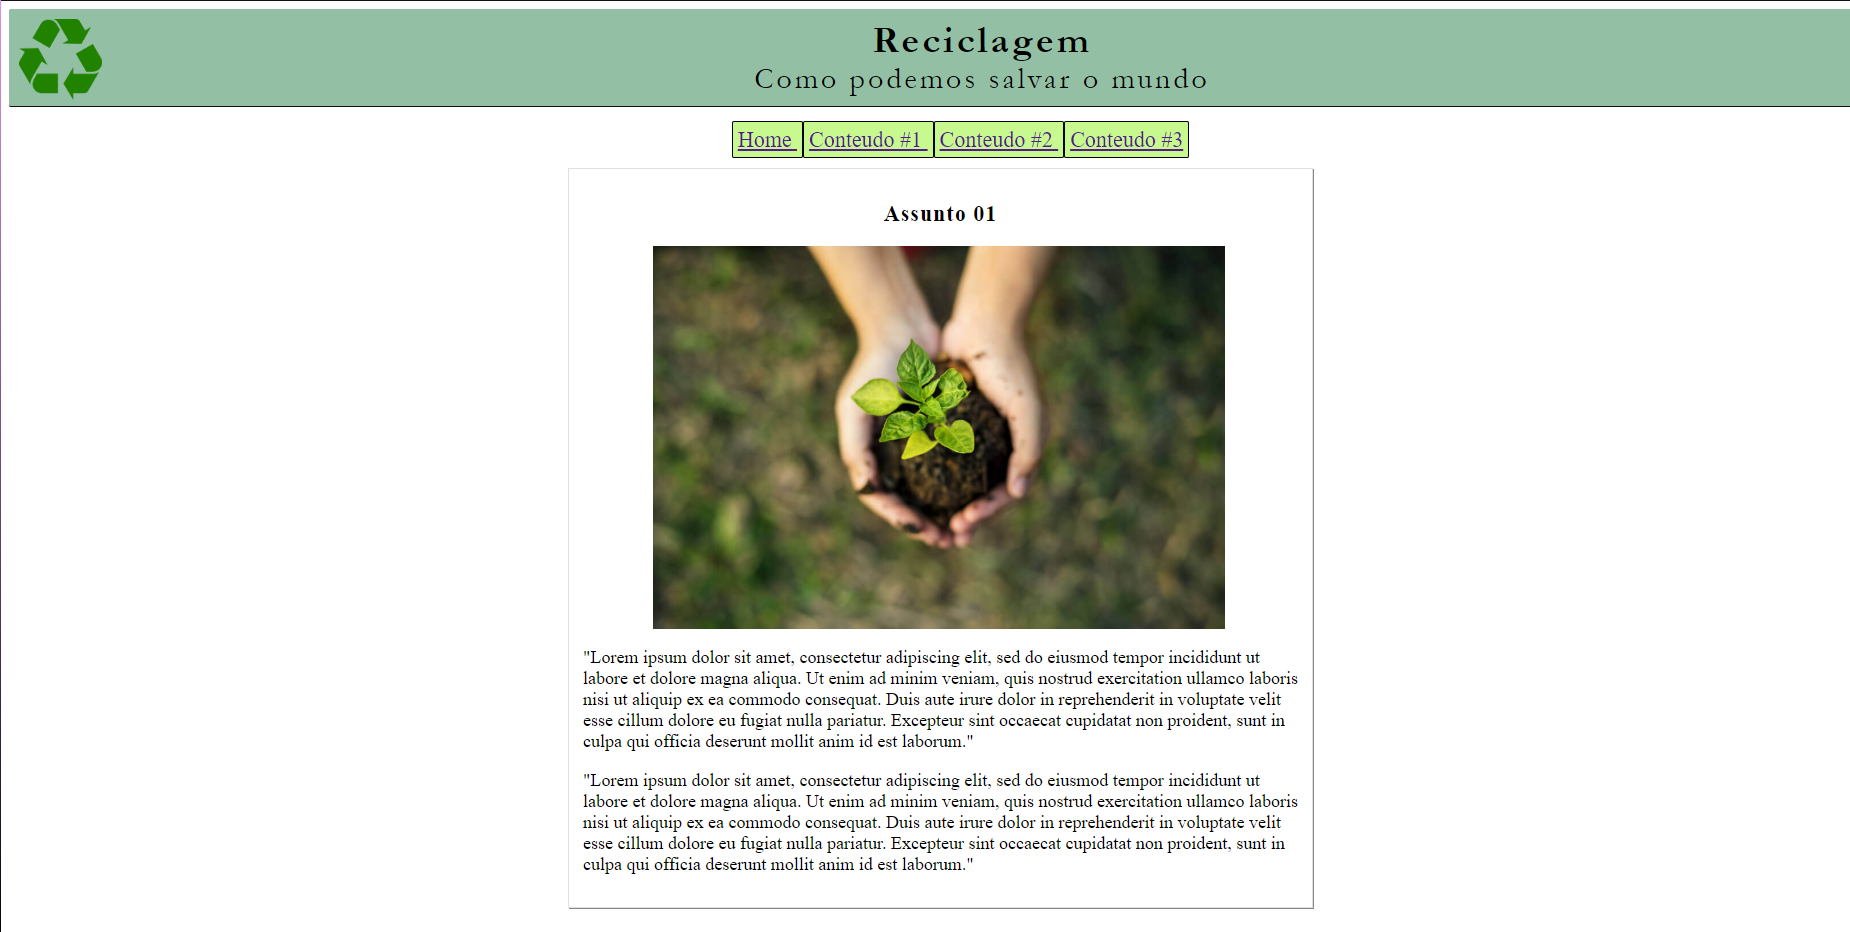 Reciclagem
Como podemos salvar o mundo
Home Conteudo #1 Conteudo #2 Conteudo #3
Assunto 01
"Lorem ipsum dolor sit amet, consectetur adipiscing elit, sed do eiusmod tempor incididunt ut
labore et dolore magna aliqua. Ut enim ad minim veniam, quis nostrud exercitation ullamco laboris
nisi ut aliquip ex ea commodo consequat. Duis aute irure dolor in reprehenderit in voluptate velit
esse cillum dolore eu fugiat nulla pariatur. Excepteur sint occaecat cupidatat non proident, sunt in
culpa qui officia deserunt mollit anim id est laborum."
"Lorem ipsum dolor sit amet, consectetur adipiscing elit, sed do eiusmod tempor incididunt ut
labore et dolore magna aliqua. Ut enim ad minim veniam, quis nostrud exercitation ullamco laboris
nisi ut aliquip ex ea commodo consequat. Duis aute irure dolor in reprehenderit in voluptate velit
esse cillum dolore eu fugiat nulla pariatur. Excepteur sint occaecat cupidatat non proident, sunt in
culpa qui officia deserunt mollit anim id est laborum."